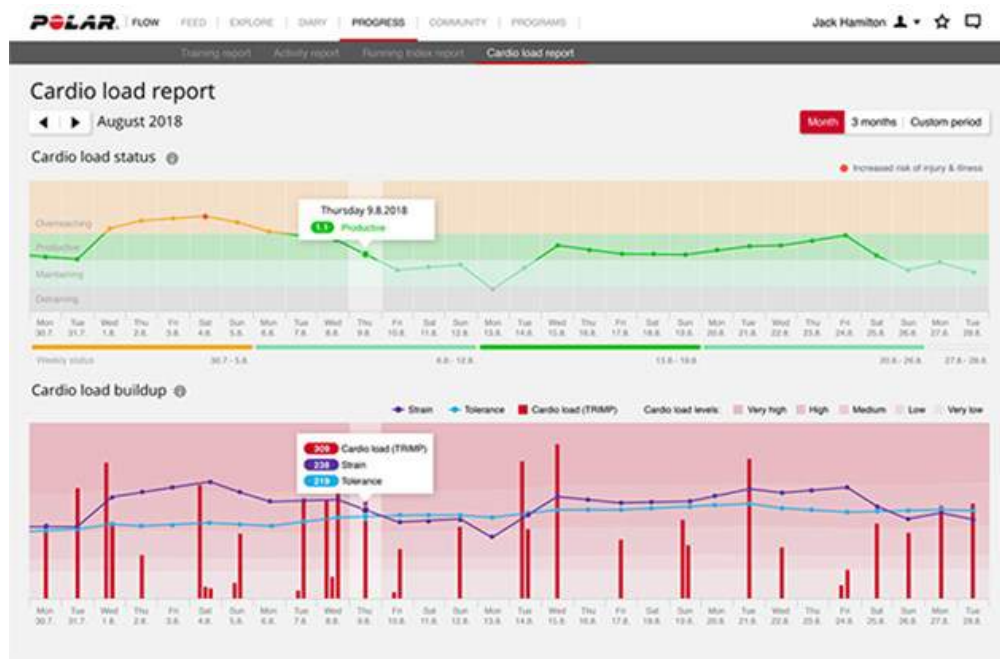 POLAR. FLOW FEED EXPLORE DIARY PROGRESS COMMUNITY PROGRAMS Jack Hamilton
Training report Activity report Running Index report Cardio load report
Cardio load report
August 2018
Month 3 months Custom period
Cardio load status
Increased risk of injury & illness
Thursday 9.8.2018
1.1 Productive
Overreaching
Productive
Maintaining
Detraining
Mon Tue Wed Thu Fri Sat Sun Mon Tue Wed Thu Fri Sat Sun Mon Tue Wed Thu Fri Sat Sun Mon Tue Wed Thu Fri Sat Sun Mon Tue
30.7. 31.7. 1.8. 2.8. 3.8. 4.8. 5.8. 6.8. 7.8. 8.8. 9.8. 10.8. 11.8. 12.8. 13.8. 14.8. 15.8. 16.8. 17.8. 18.8. 20.8. 21.8. 22.8. 23.8. 24.8. 25.8. 26.8. 27.8. 28.8.
Weekly status 30.7.- 5.8. 6.8.- 12.8. 13.8.- 19.8. 20.8.- 26.8. 27.8.- 28.8.
Cardio load buildup
Strain Tolerance Cardio load (TRIMP) Cardio load levels: Very high High Medium Low Very low
309 Cardio load (TRIMP)
238 Strain
219 Tolerance
Mon Tue Wed Thu Fri Sat Sun Mon Tue Wed Thu Fri Sat Sun Mon Tue Wed Thu Fri Sat Sun Mon Tue Wed Thu Fri Sat Sun Mon Tue
30.7. 31.7. 1.8. 2.8. 3.8. 4.8. 5.8. 6.8. 7.8. 8.8. 9.8. 10.8. 11.8. 12.8. 13.8. 14.8. 15.8. 16.8. 17.8. 18.8. 20.8. 21.8. 22.8. 23.8. 24.8. 25.8. 26.8. 27.8. 28.8.